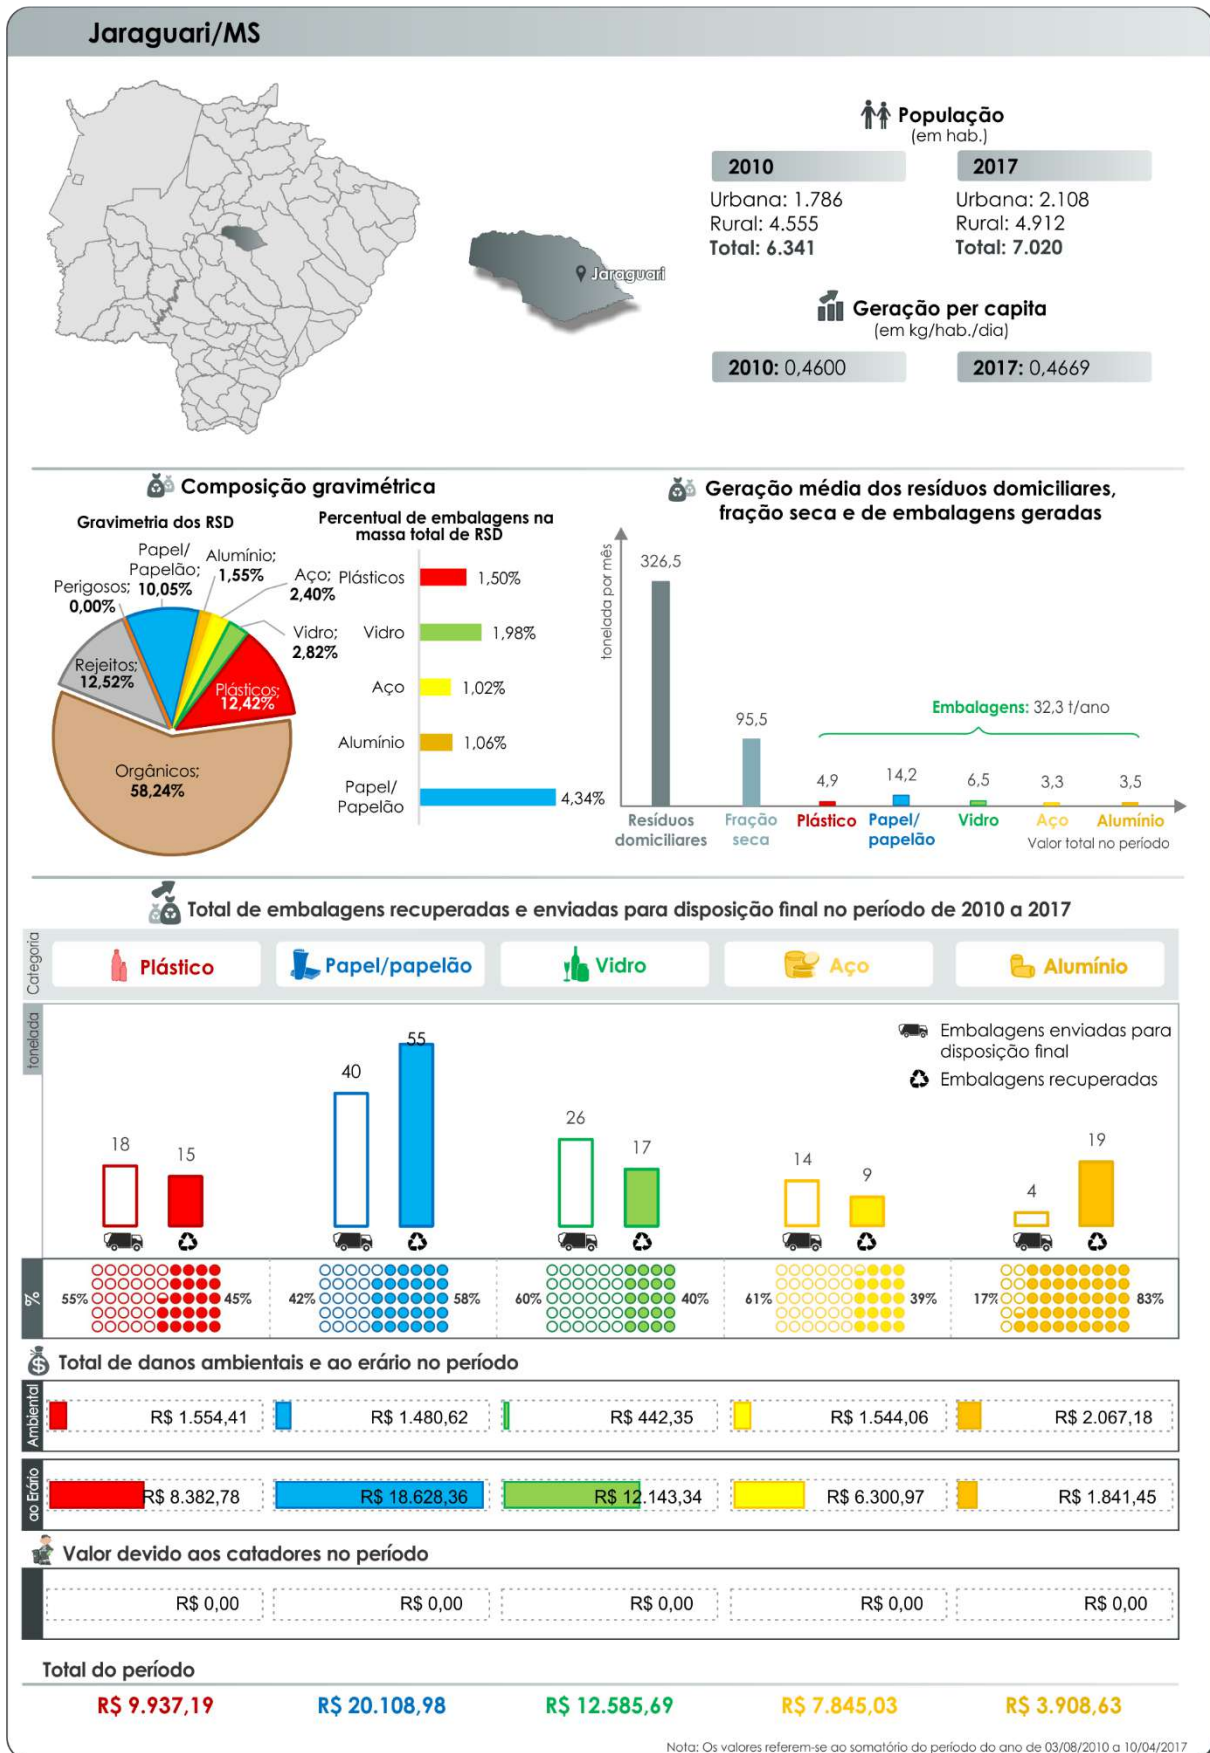 Jaraguari/MS
População
(em hab.)
2010
2017
Urbana: 1.786
Rural: 4.555
Total: 6.341
Urbana: 2.108
Rural: 4.912
Total: 7.020
Jaraguari
Geração per capita
(em kg/hab./dia)
2010: 0,4600
2017: 0,4669
Composição gravimétrica
Gravimetria dos RSD
Papel/
Papelão;
10,05%
Alumínio;
1,55%
Aço;
2,40%
Perigosos;
0,00%
Vidro;
2,82%
Rejeitos;
12,52%
Plásticos;
12,42%
Orgânicos;
58,24%
Percentual de embalagens na
massa total de RSD
Plásticos
1,50%
Vidro
1,98%
Aço
1,02%
Alumínio
1,06%
Papel/
Papelão
4,34%
Geração média dos resíduos domiciliares,
fração seca e de embalagens geradas
tonelada por mês
326,5
95,5
Embalagens: 32,3 t/ano
4,9
14,2
6,5
3,3
3,5
Resíduos
domiciliares
Fração
seca
Plástico
Papel/
papelão
Vidro
Aço
Alumínio
Valor total no período
Total de embalagens recuperadas e enviadas para disposição final no período de 2010 a 2017
Categoria
Plástico
Papel/papelão
Vidro
Aço
Alumínio
tonelada
Embalagens enviadas para
disposição final
Embalagens recuperadas
18
15
40
55
26
17
14
9
4
19
%
55%
45%
42%
58%
60%
40%
61%
39%
17%
83%
Total de danos ambientais e ao erário no período
Ambiental
R$ 1.554,41
R$ 1.480,62
R$ 442,35
R$ 1.544,06
R$ 2.067,18
ao Erário
R$ 8.382,78
R$ 18.628,36
R$ 12.143,34
R$ 6.300,97
R$ 1.841,45
Valor devido aos catadores no período
R$ 0,00
R$ 0,00
R$ 0,00
R$ 0,00
R$ 0,00
Total do período
R$ 9.937,19
R$ 20.108,98
R$ 12.585,69
R$ 7.845,03
R$ 3.908,63
Nota: Os valores referem-se ao somatório do período do ano de 03/08/2010 a 10/04/2017